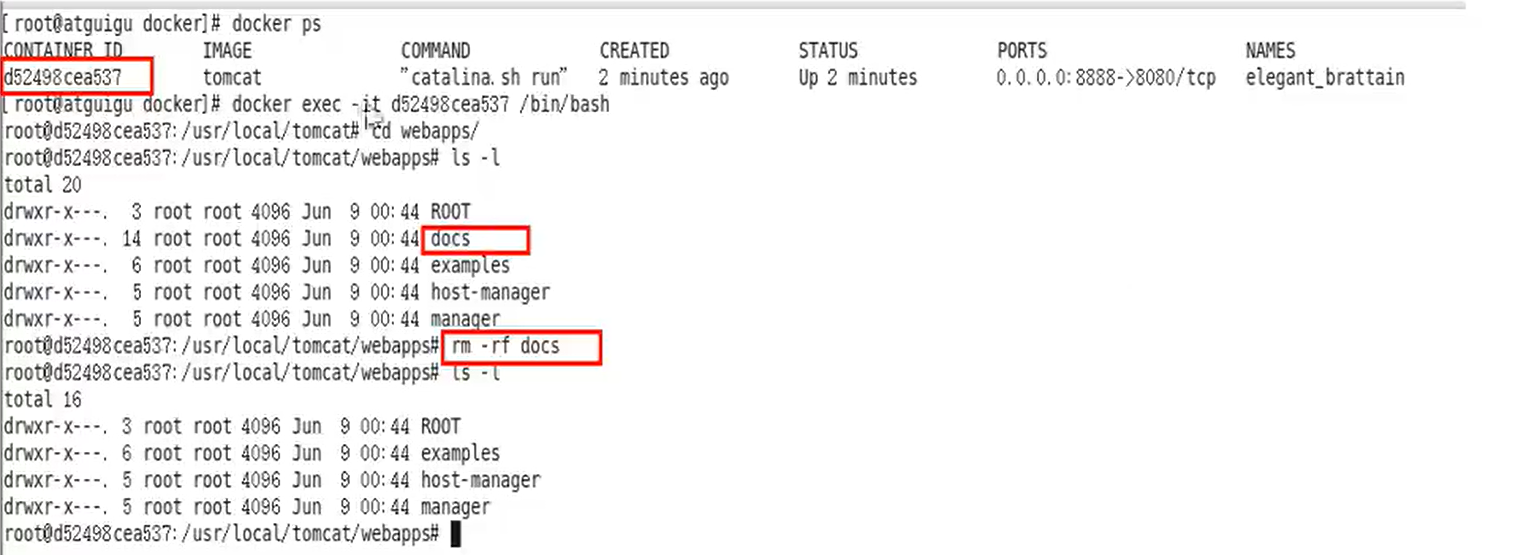 [root@atguigu docker]# docker ps
CONTAINER ID IMAGE COMMAND CREATED STATUS PORTS NAMES
d52498cea537 tomcat "catalina.sh run" 2 minutes ago Up 2 minutes 0.0.0.0:8888->8080/tcp elegant_brattain
[root@atguigu docker]# docker exec -it d52498cea537 /bin/bash
root@d52498cea537:/usr/local/tomcat# cd webapps/
root@d52498cea537:/usr/local/tomcat/webapps# ls -l
total 20
drwxr-x---. 3 root root 4096 Jun 9 00:44 ROOT
drwxr-x---. 14 root root 4096 Jun 9 00:44 docs
drwxr-x---. 6 root root 4096 Jun 9 00:44 examples
drwxr-x---. 5 root root 4096 Jun 9 00:44 host-manager
drwxr-x---. 5 root root 4096 Jun 9 00:44 manager
root@d52498cea537:/usr/local/tomcat/webapps# rm -rf docs
root@d52498cea537:/usr/local/tomcat/webapps# ls -l
total 16
drwxr-x---. 3 root root 4096 Jun 9 00:44 ROOT
drwxr-x---. 6 root root 4096 Jun 9 00:44 examples
drwxr-x---. 5 root root 4096 Jun 9 00:44 host-manager
drwxr-x---. 5 root root 4096 Jun 9 00:44 manager
root@d52498cea537:/usr/local/tomcat/webapps#